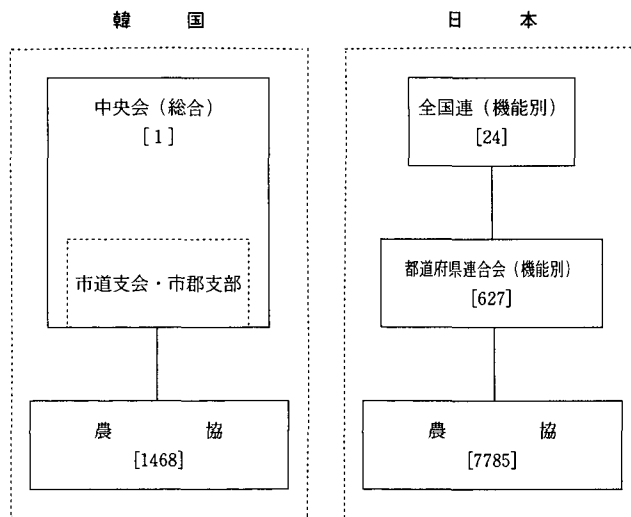 韓国
中央会（総合）
[1]
市道支会・市郡支部
農協
[1468]
日本
全国連（機能別）
[24]
都道府県連合会（機能別）
[627]
農協
[7785]